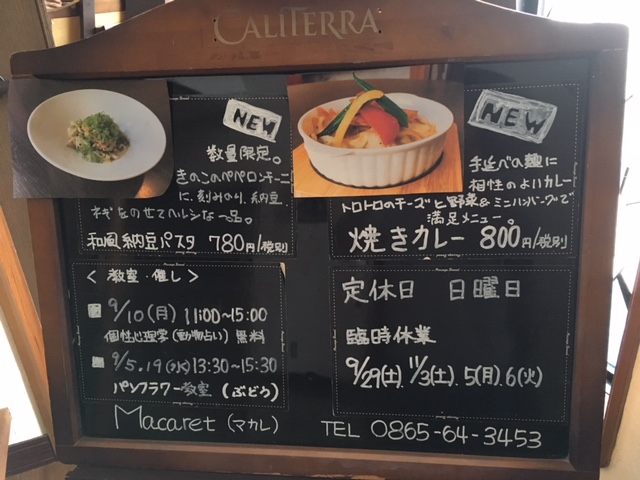 CALITERRA
NEW
数量限定。
きのこのペペロンチーニ
に、刻みのり、納豆、
ネギをのせてヘルシーな一品。
和風納豆パスタ 780円/税別
NEW
手延べの麺に
相性のよいカレー
トロトロのチーズと野菜&ミニハンバーグで
満足メニュー。
焼きカレー 800円/税別
< 教室・催し >
9/10(月) 11:00~15:00
個性心理学(動物占い) 無料
9/5.19(水) 13:30~15:30
パンフラワー教室 (ぶどう)
定休日 日曜日
臨時休業
9/29(土). 11/3(土). 5(月). 6(火)
Macaret (マカレ) TEL 0865-64-3453